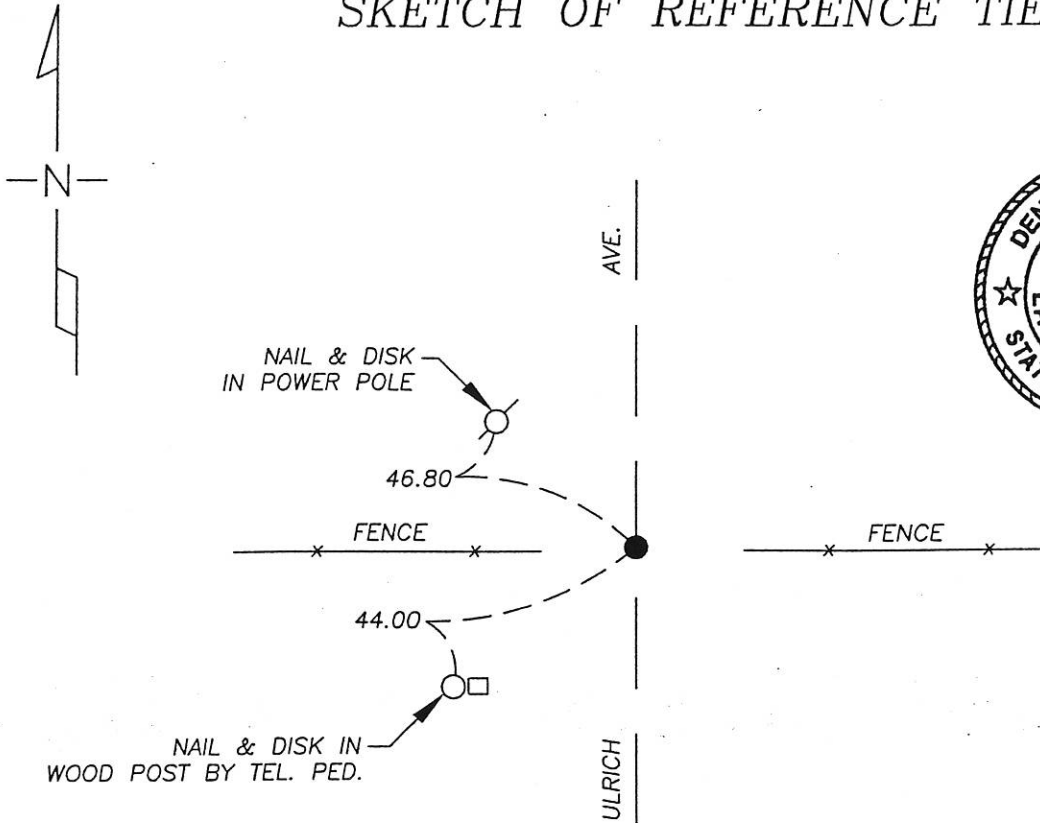 SKETCH OF REFERENCE TIE
N
AVE.
NAIL & DISK
IN POWER POLE
46.80
FENCE
FENCE
44.00
NAIL & DISK IN
WOOD POST BY TEL. PED.
ULRICH